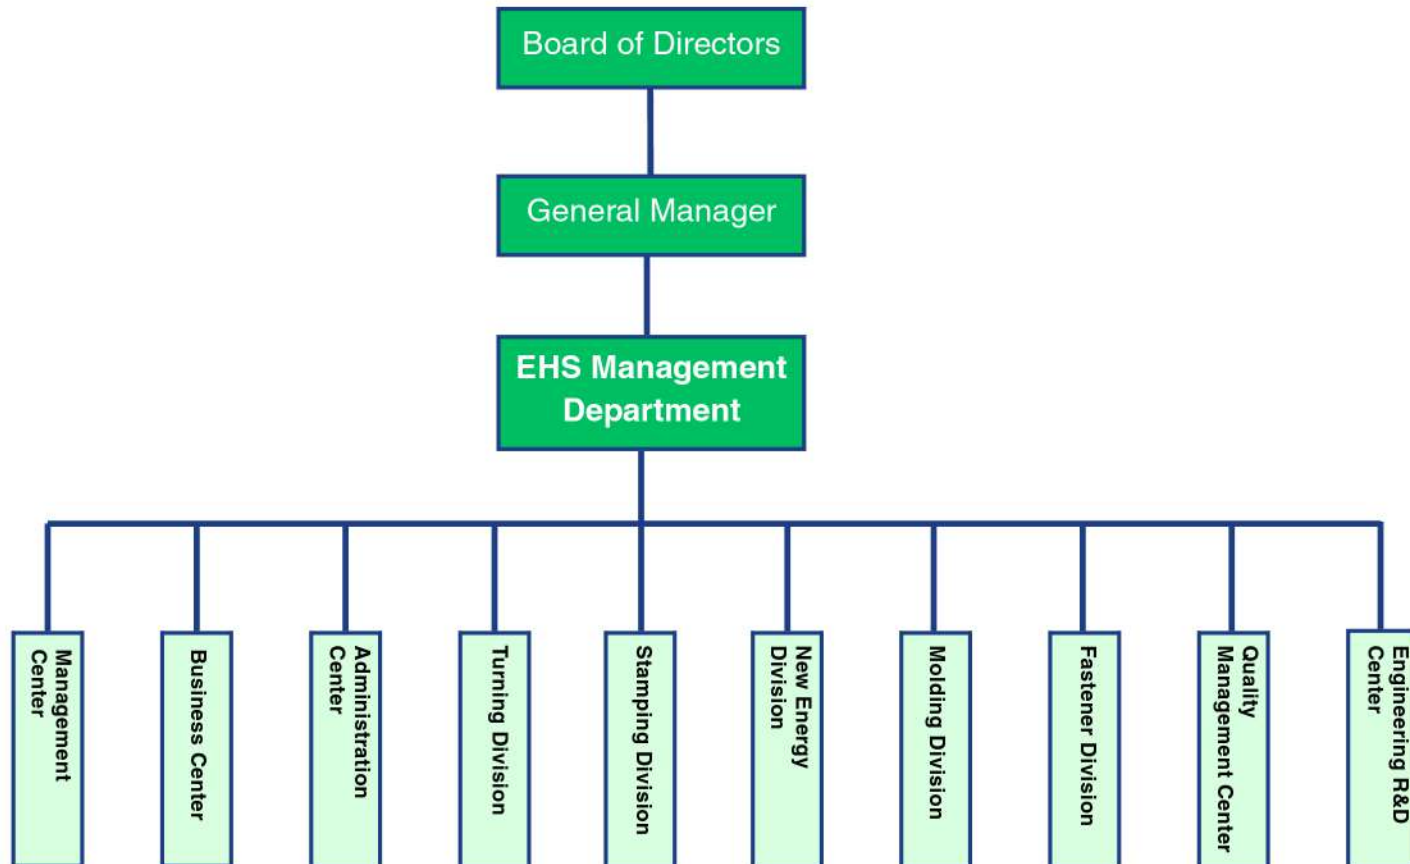 Board of Directors
General Manager
EHS Management
Department
Management
Center
Business Center
Administration
Center
Turning Division
Stamping Division
New Energy
Division
Molding Division
Fastener Division
Quality
Management Center
Engineering R&D
Center